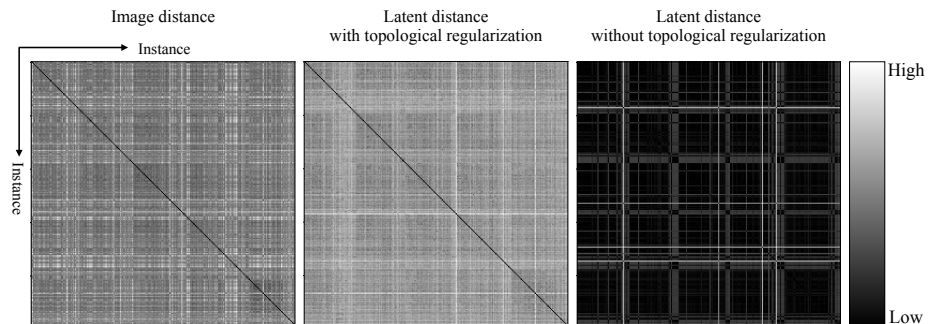 Image distance
Latent distance
with topological regularization
Latent distance
without topological regularization
Instance
Instance
High
Low